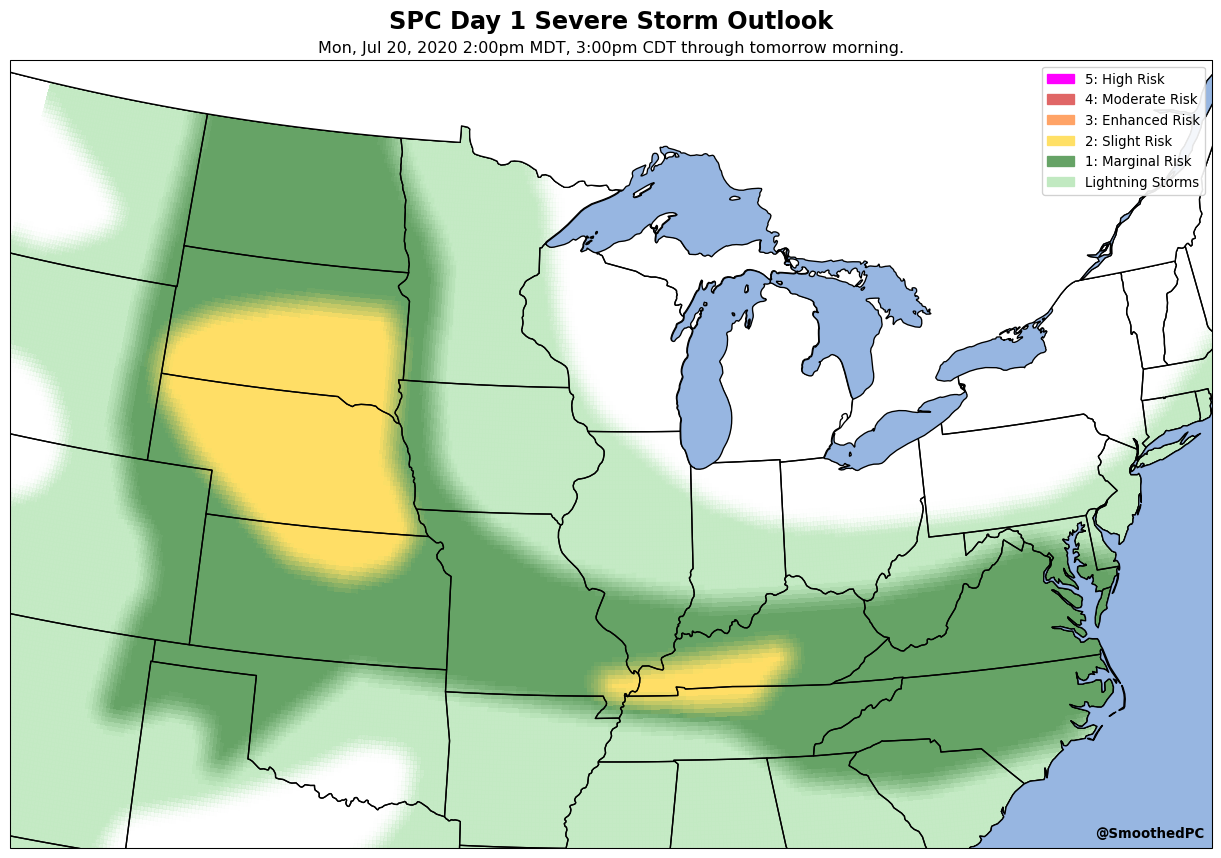 SPC Day 1 Severe Storm Outlook
Mon, Jul 20, 2020 2:00pm MDT, 3:00pm CDT through tomorrow morning.
5: High Risk
4: Moderate Risk
3: Enhanced Risk
2: Slight Risk
1: Marginal Risk
Lightning Storms
@SmoothedPC